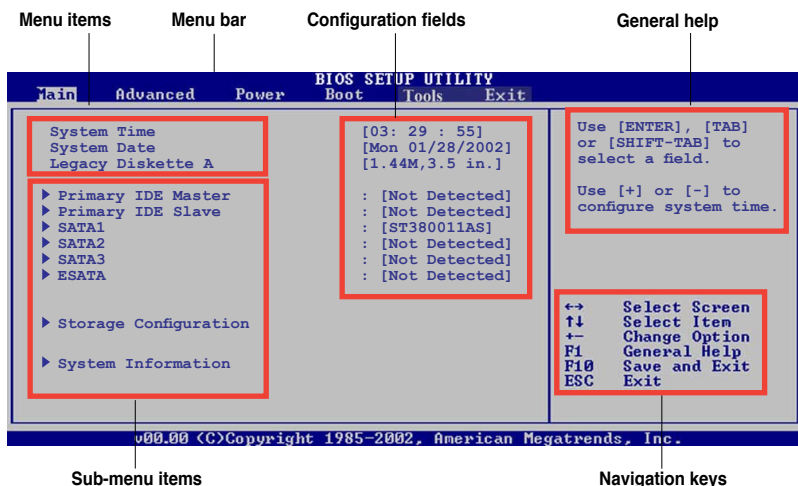 Menu items Menu bar Configuration fields General help
BIOS SETUP UTILITY
Main Advanced Power Boot Tools Exit
System Time [03: 29 : 55]
System Date [Mon 01/28/2002]
Legacy Diskette A [1.44M,3.5 in.]
Primary IDE Master : [Not Detected]
Primary IDE Slave : [Not Detected]
SATA1 : [ST380011AS]
SATA2 : [Not Detected]
SATA3 : [Not Detected]
ESATA : [Not Detected]
Storage Configuration
System Information
Use [ENTER], [TAB]
or [SHIFT-TAB] to
select a field.
Use [+] or [-] to
configure system time.
↔ Select Screen
↑↓ Select Item
+- Change Option
F1 General Help
F10 Save and Exit
ESC Exit
v00.00 (C)Copyright 1985-2002, American Megatrends, Inc.
Sub-menu items Navigation keys